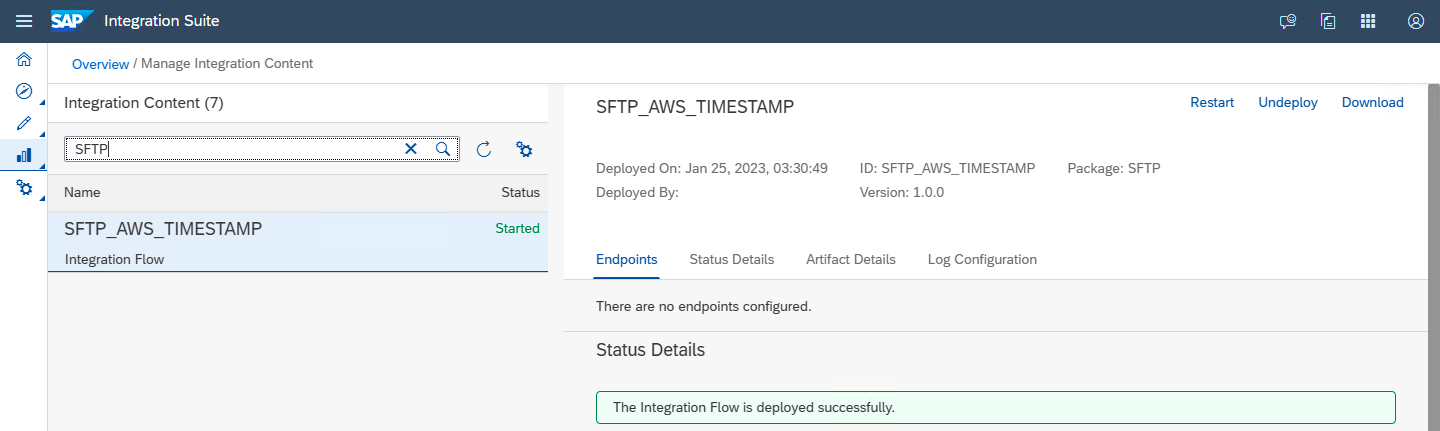 SAP Integration Suite
Overview / Manage Integration Content
Integration Content (7)
SFTP
Name Status
SFTP_AWS_TIMESTAMP Started
Integration Flow
SFTP_AWS_TIMESTAMP
Restart Undeploy Download
Deployed On: Jan 25, 2023, 03:30:49 ID: SFTP_AWS_TIMESTAMP Package: SFTP
Deployed By: Version: 1.0.0
Endpoints Status Details Artifact Details Log Configuration
There are no endpoints configured.
Status Details
The Integration Flow is deployed successfully.